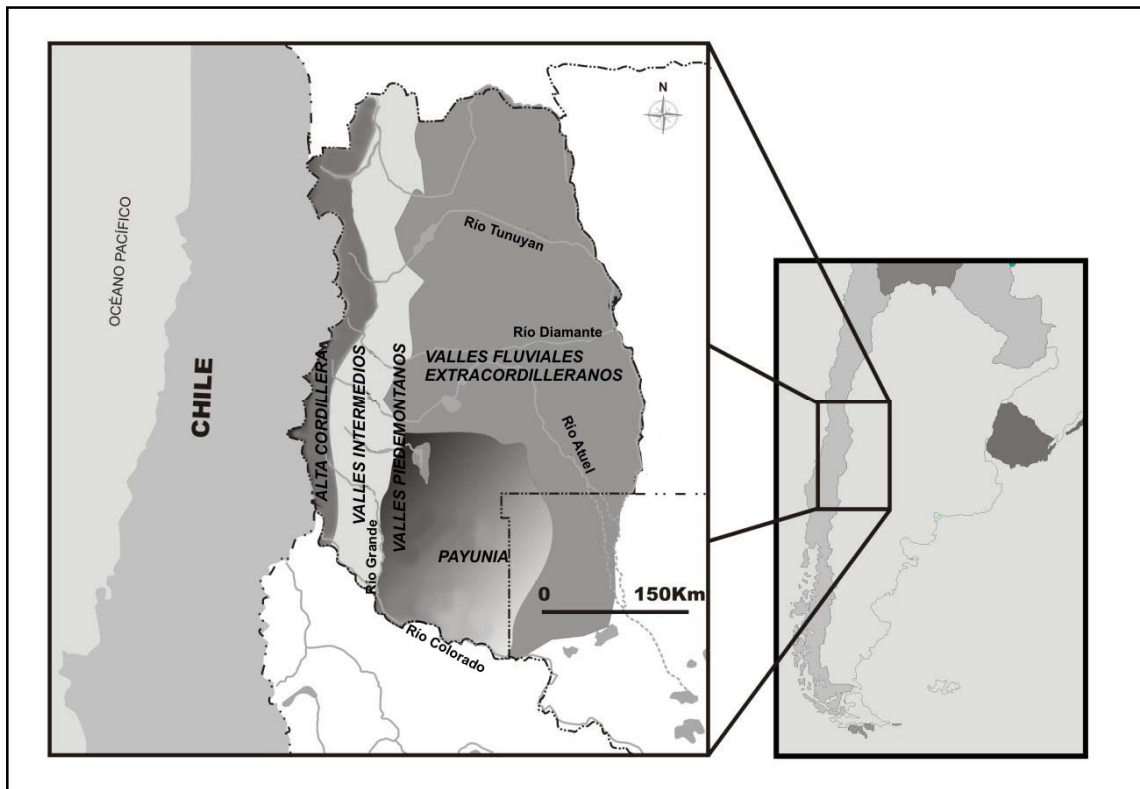 N
OCÉANO PACÍFICO
CHILE
ALTA CORDILLERA
VALLES INTERMEDIOS
VALLES PIEDEMONTANOS
Río Tunuyan
Río Diamante
VALLES FLUVIALES
EXTRACORDILLERANOS
Río Atuel
Río Grande
PAYUNIA
0 150Km
Río Colorado